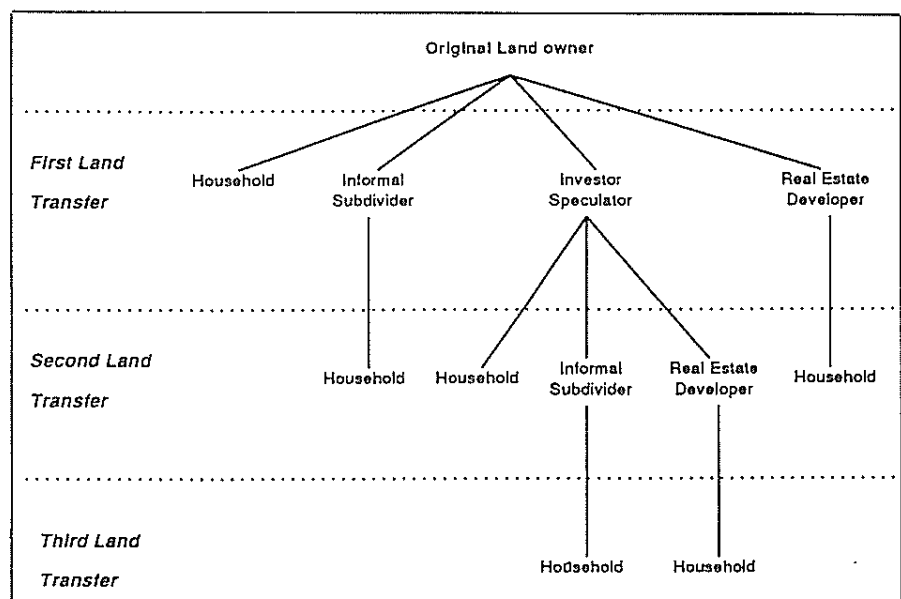 Original Land owner
First Land
Transfer
Household
Informal
Subdivider
Investor
Speculator
Real Estate
Developer
Second Land
Transfer
Household
Household
Informal
Subdivider
Real Estate
Developer
Household
Third Land
Transfer
Household
Household